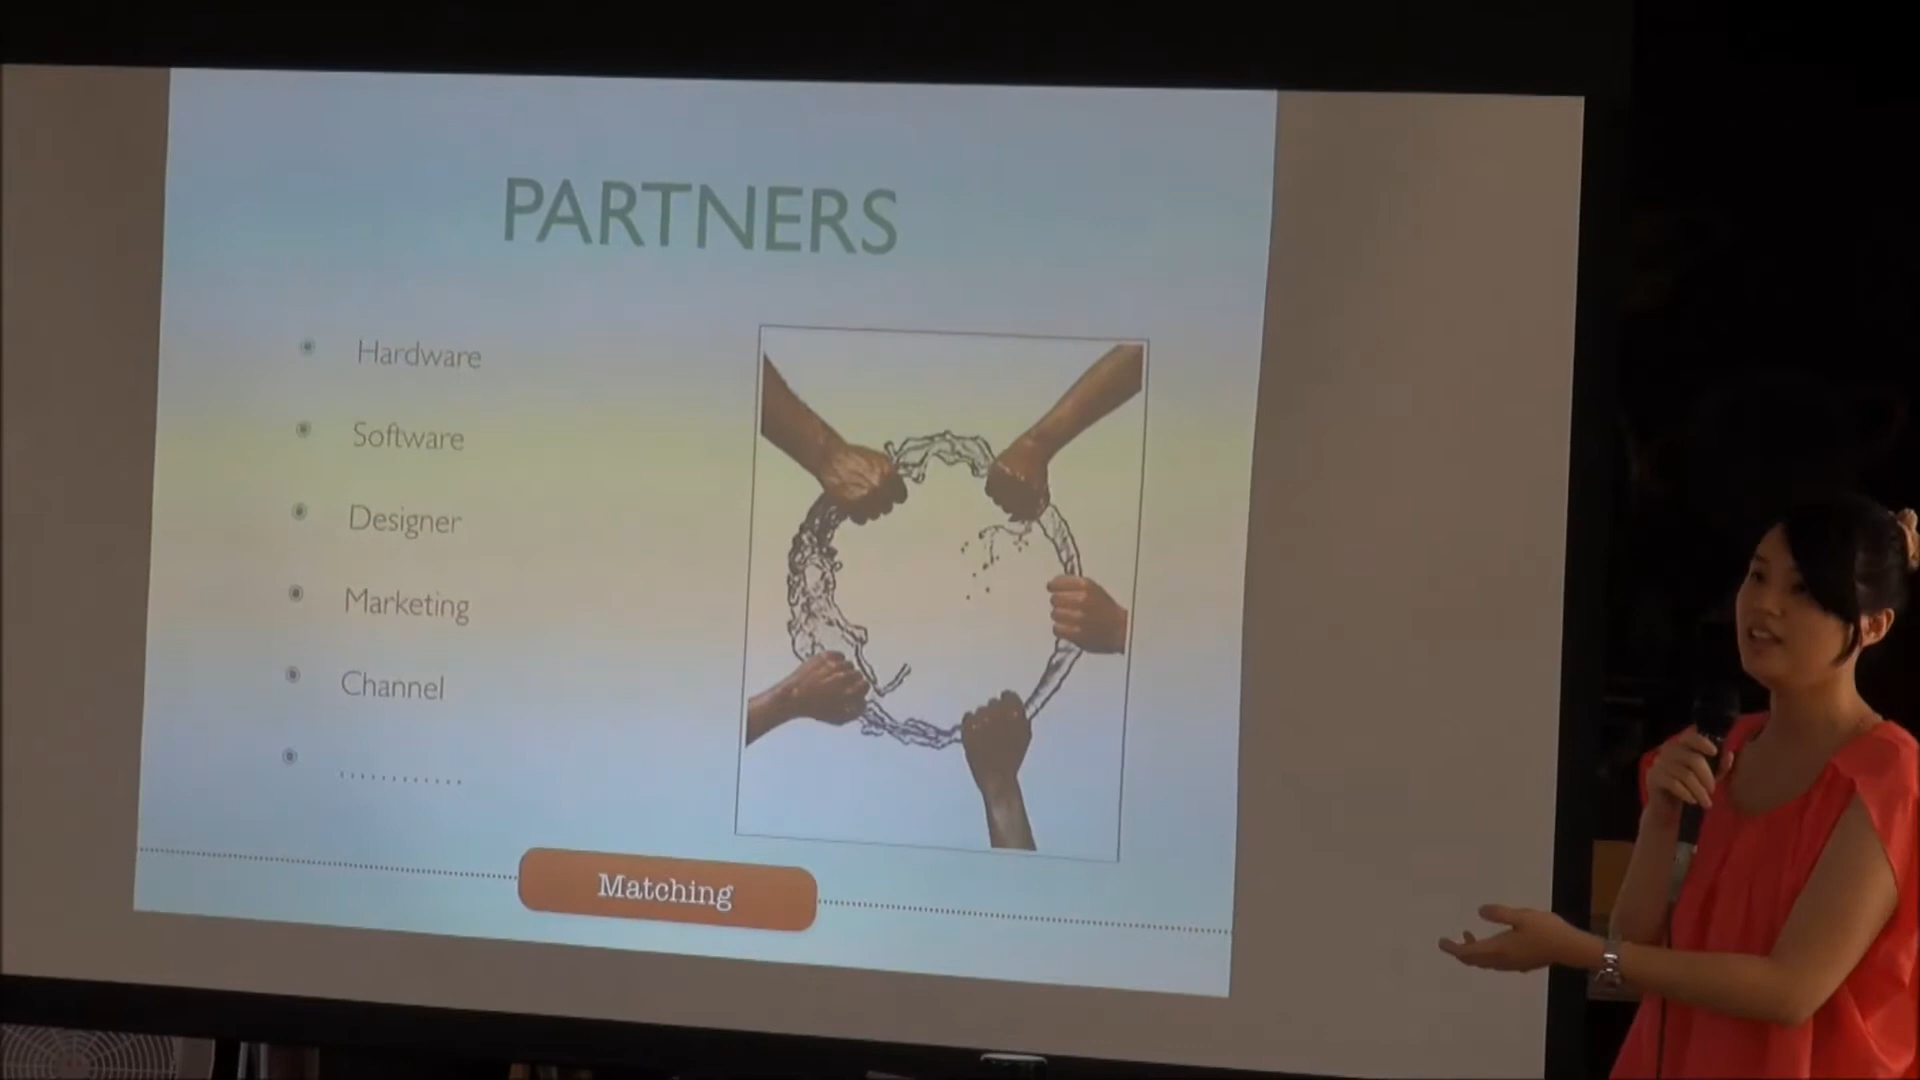 PARTNERS
Hardware
Software
Designer
Marketing
Channel
............
Matching